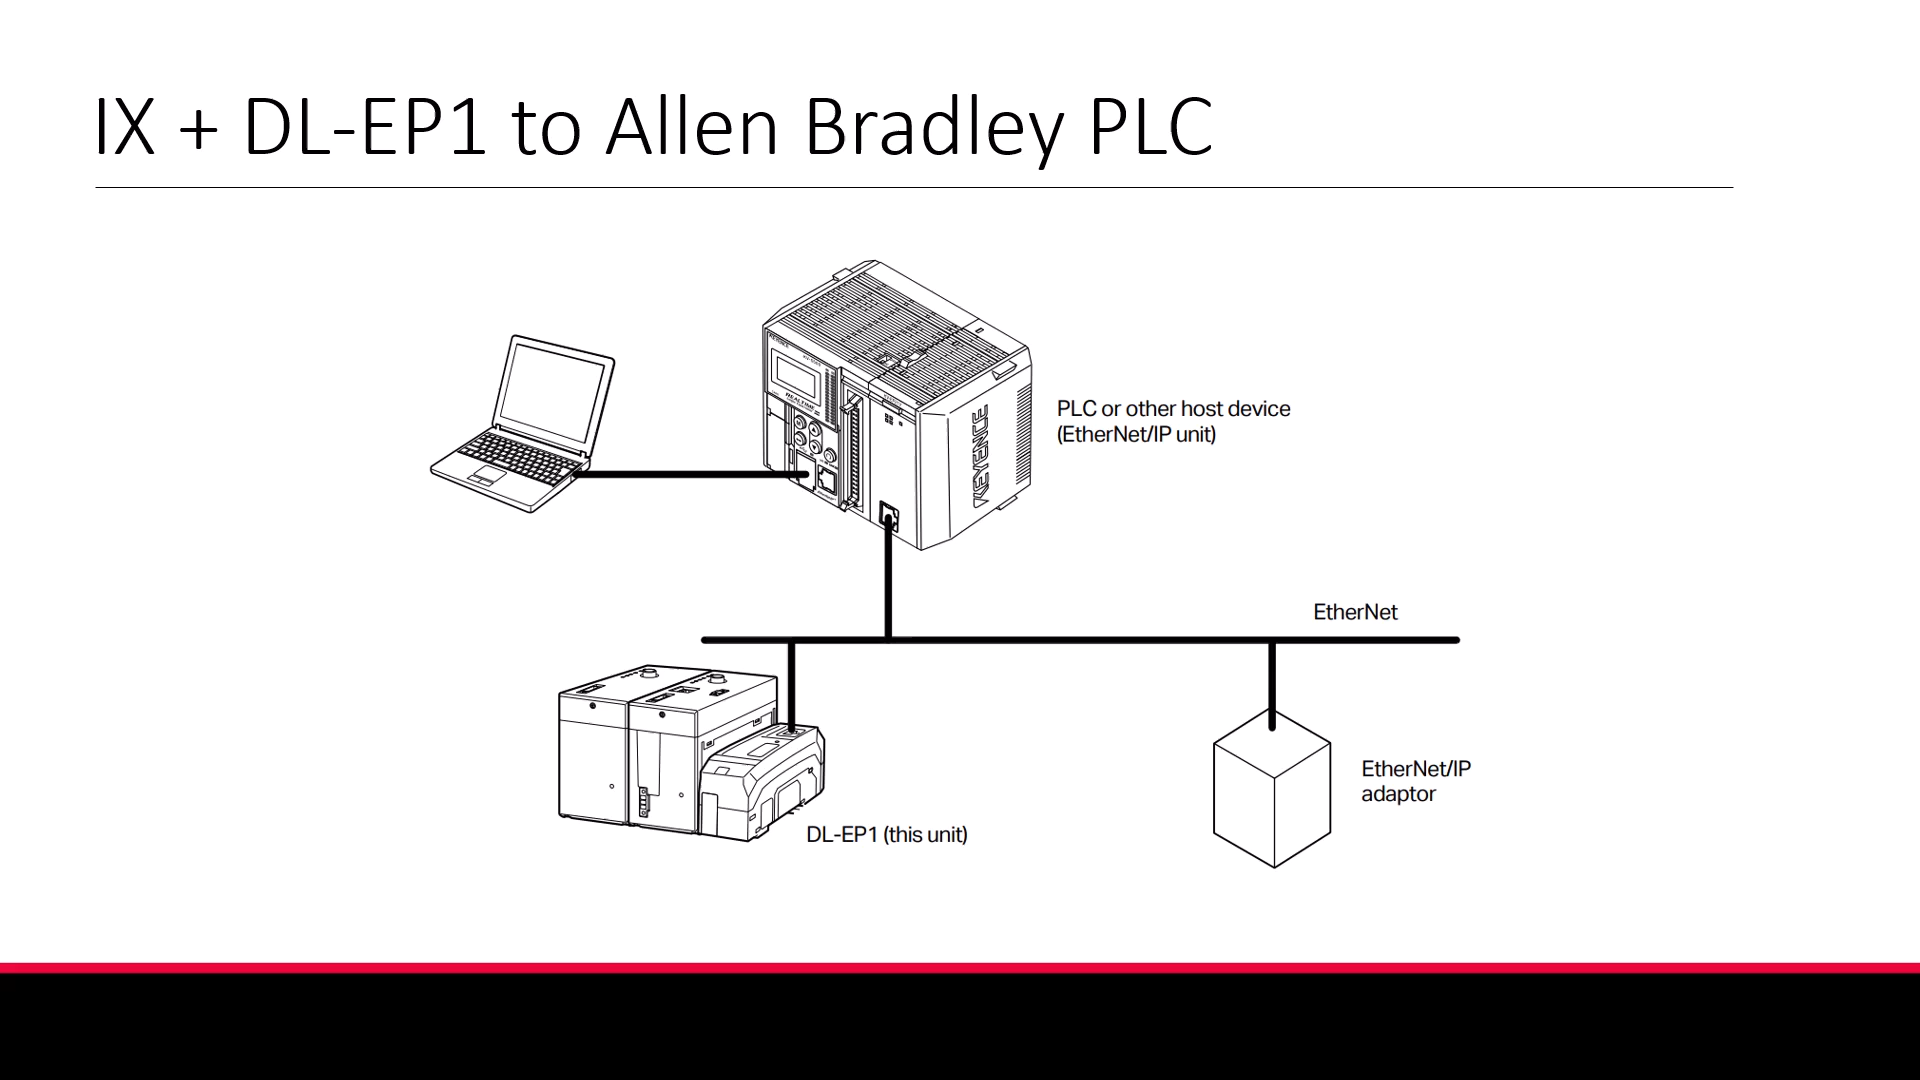 IX + DL-EP1 to Allen Bradley PLC
KEYENCE
PLC or other host device
(EtherNet/IP unit)
KEYENCE
EtherNet
EtherNet/IP
adaptor
DL-EP1 (this unit)